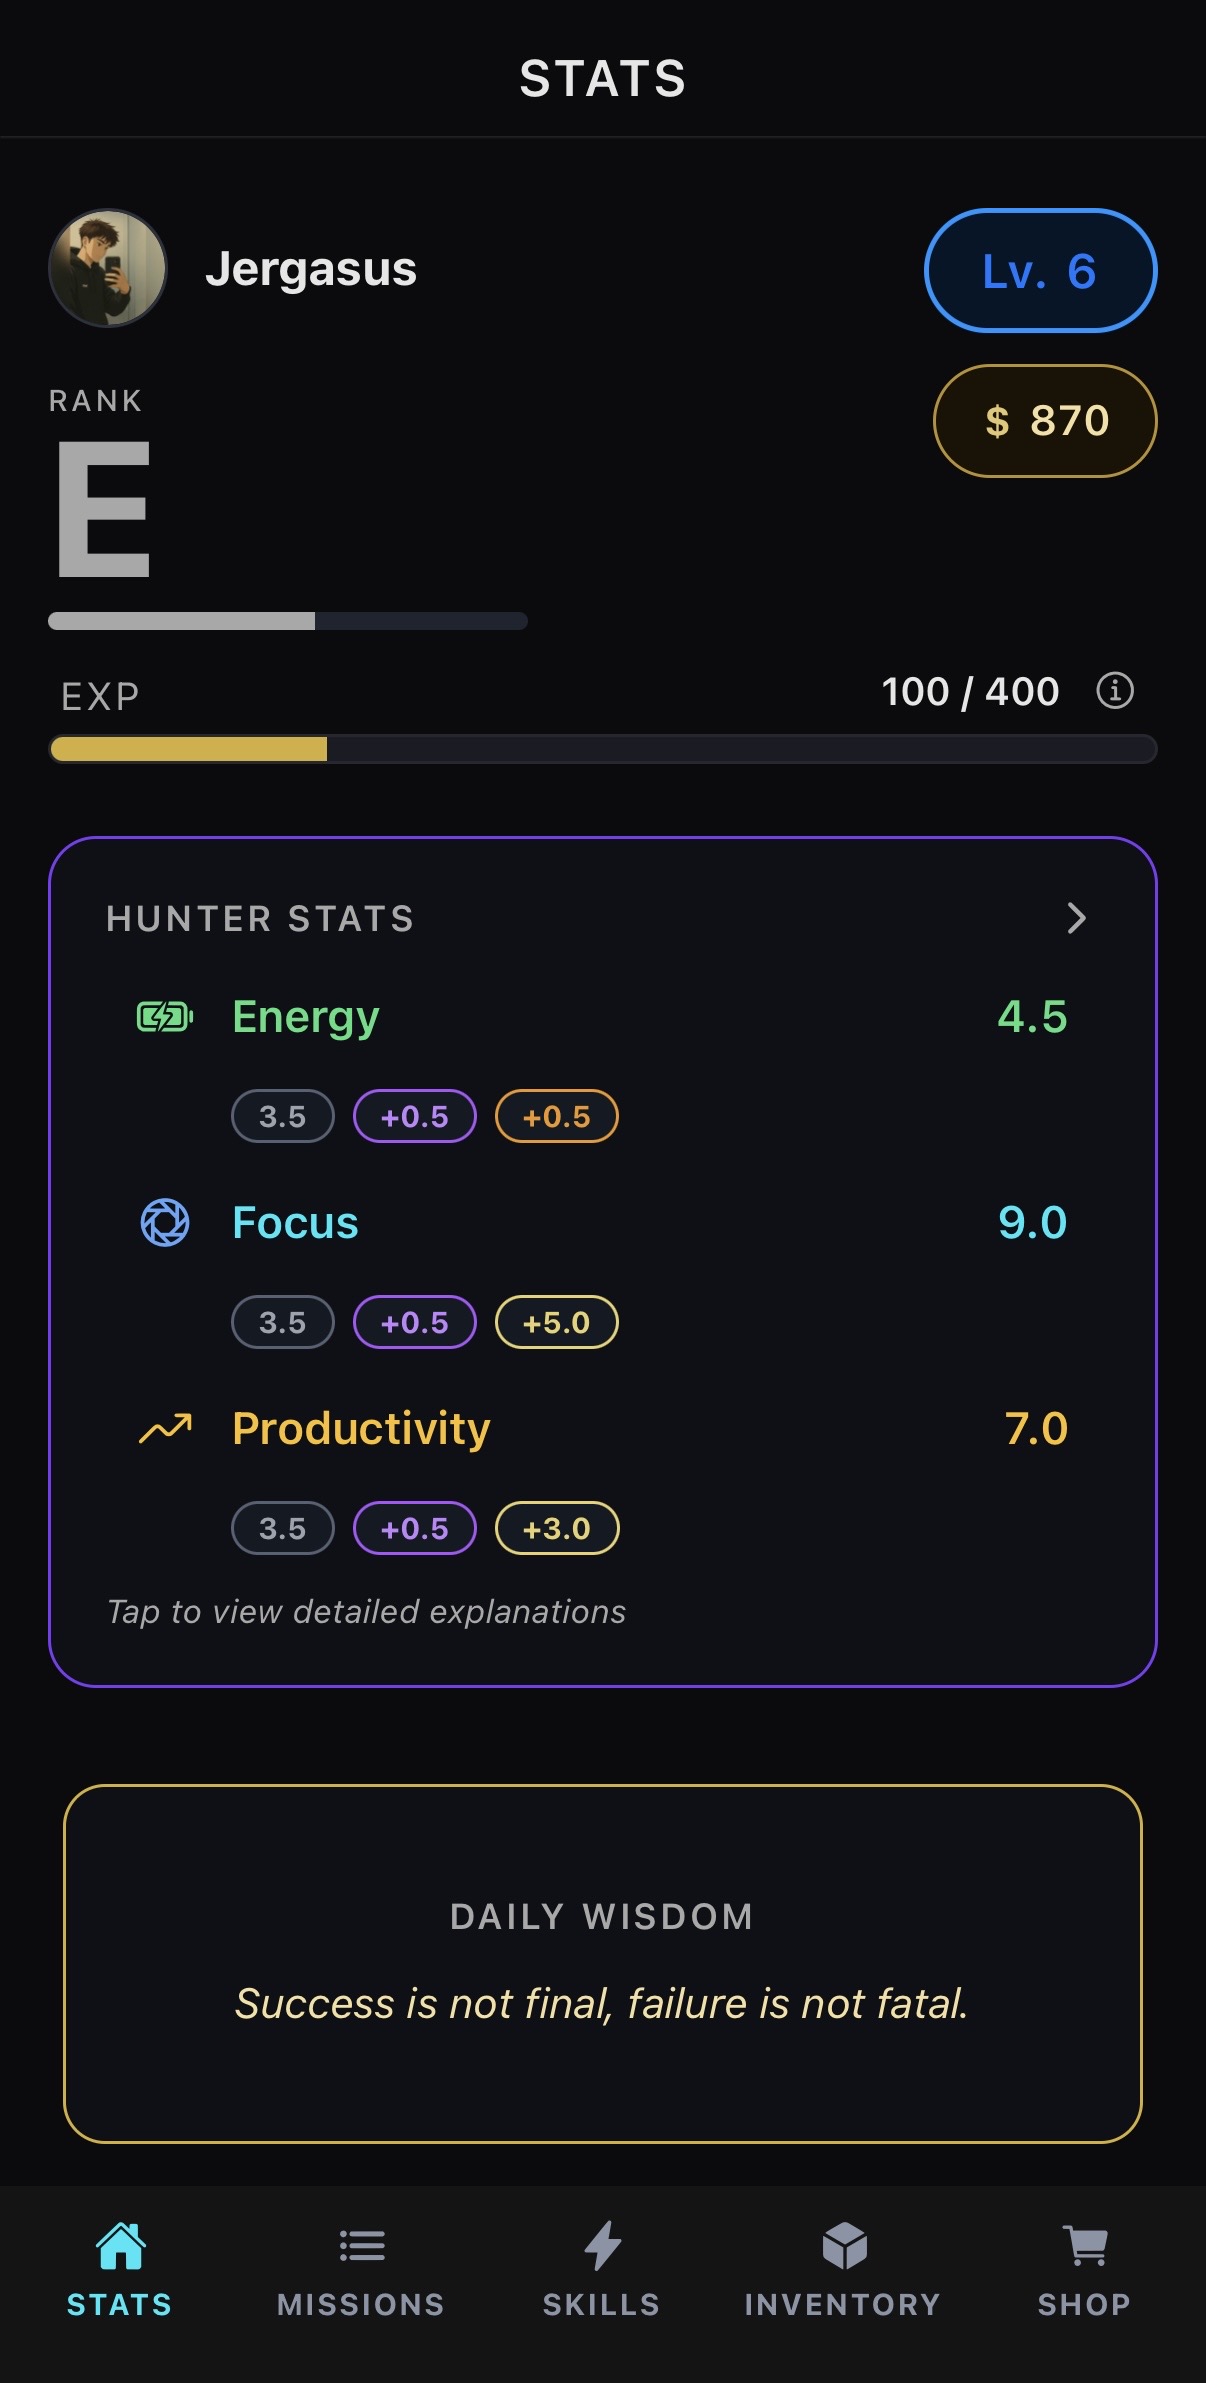 STATS
Jergasus
Lv. 6
RANK
$ 870
E
EXP
100 / 400
HUNTER STATS
Energy 4.5
3.5 +0.5 +0.5
Focus 9.0
3.5 +0.5 +5.0
Productivity 7.0
3.5 +0.5 +3.0
Tap to view detailed explanations
DAILY WISDOM
Success is not final, failure is not fatal.
STATS MISSIONS SKILLS INVENTORY SHOP